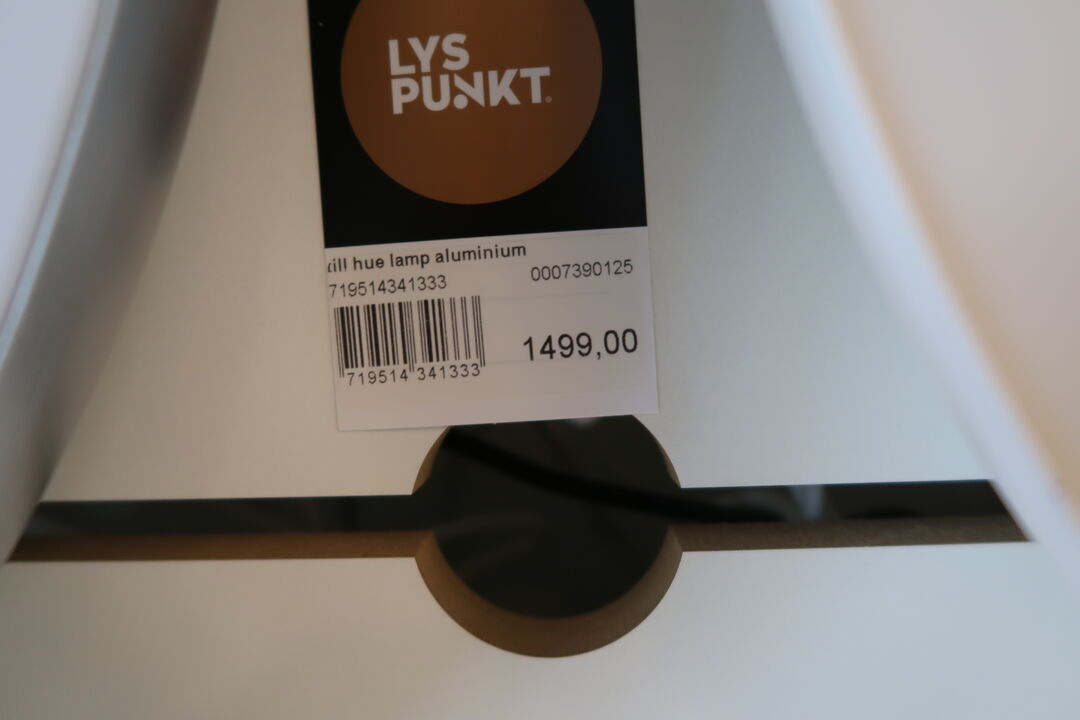 LYS
PUNKT
hue lamp aluminium
719514341333
0007390125
1499,00
719514 341333